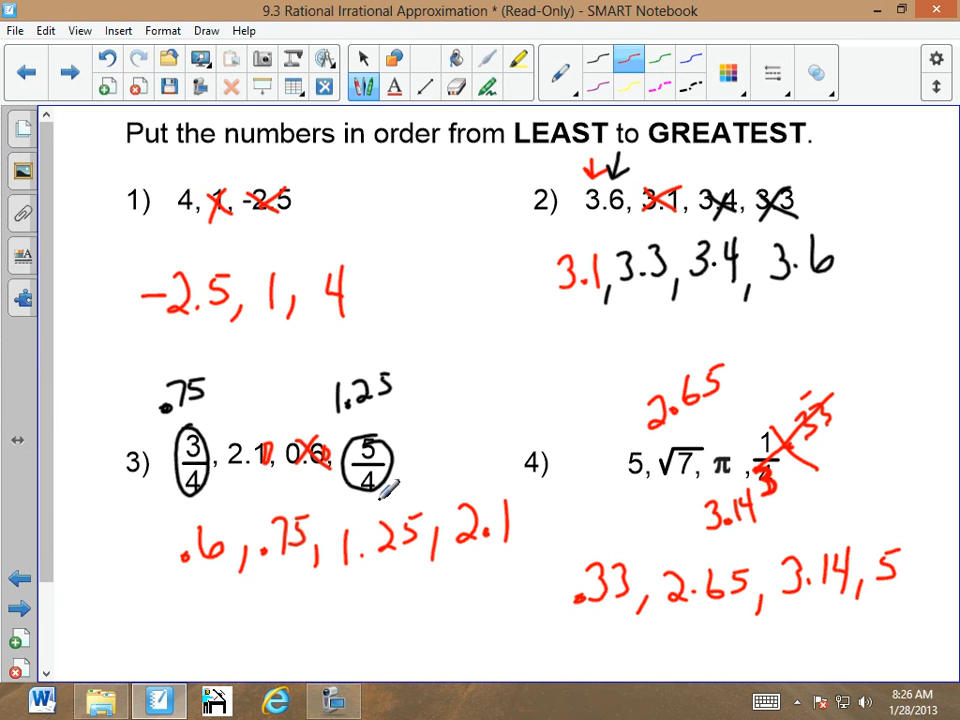 9.3 Rational Irrational Approximation * (Read-Only) - SMART Notebook
File Edit View Insert Format Draw Help
Put the numbers in order from LEAST to GREATEST.
1) 4, 1, -2.5
-2.5, 1, 4
2) 3.6, 3.1, 3.4, 3.3
3.1, 3.3, 3.4, 3.6
.75 1.25
3) 3/4, 2.10, 0.60, 5/4
.6, .75, 1.25, 2.1
2.65 .33
4) 5, √7, π, 1/3
3.14
.33, 2.65, 3.14, 5
8:26 AM
1/28/2013